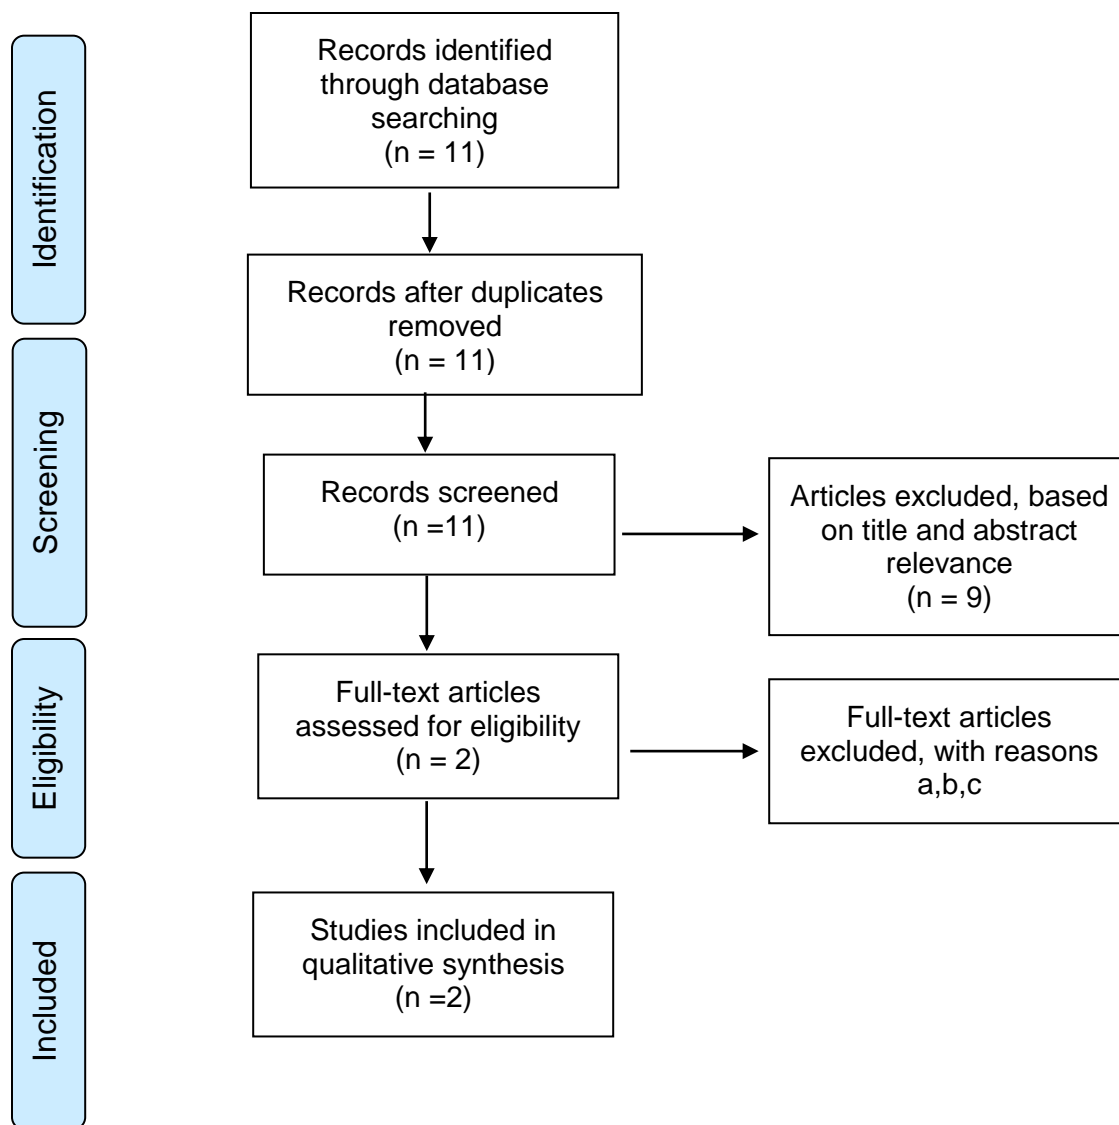 Identification
Records identified
through database
searching
(n = 11)
Records after duplicates
removed
(n = 11)
Screening
Records screened
(n =11)
Articles excluded, based
on title and abstract
relevance
(n = 9)
Eligibility
Full-text articles
assessed for eligibility
(n = 2)
Full-text articles
excluded, with reasons
a,b,c
Included
Studies included in
qualitative synthesis
(n =2)